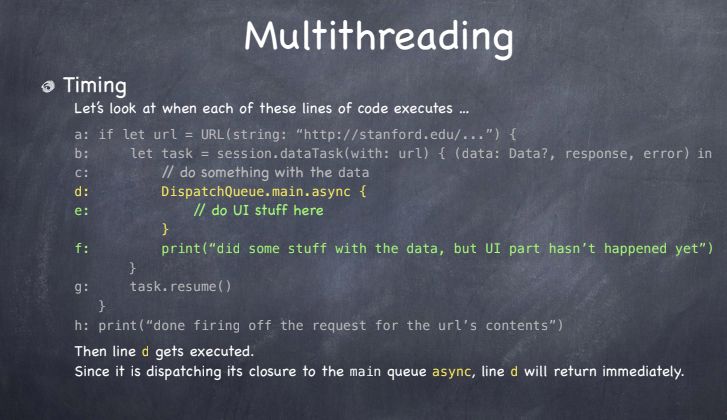 Multithreading
Timing
Let's look at when each of these lines of code executes ...
a: if let url = URL(string: “http://stanford.edu/...”) {
b:     let task = session.dataTask(with: url) { (data: Data?, response, error) in
c:         // do something with the data
d:         DispatchQueue.main.async {
e:             // do UI stuff here
           }
f:         print(“did some stuff with the data, but UI part hasn’t happened yet”)
       }
g:     task.resume()
   }
h: print(“done firing off the request for the url’s contents”)
Then line d gets executed.
Since it is dispatching its closure to the main queue async, line d will return immediately.